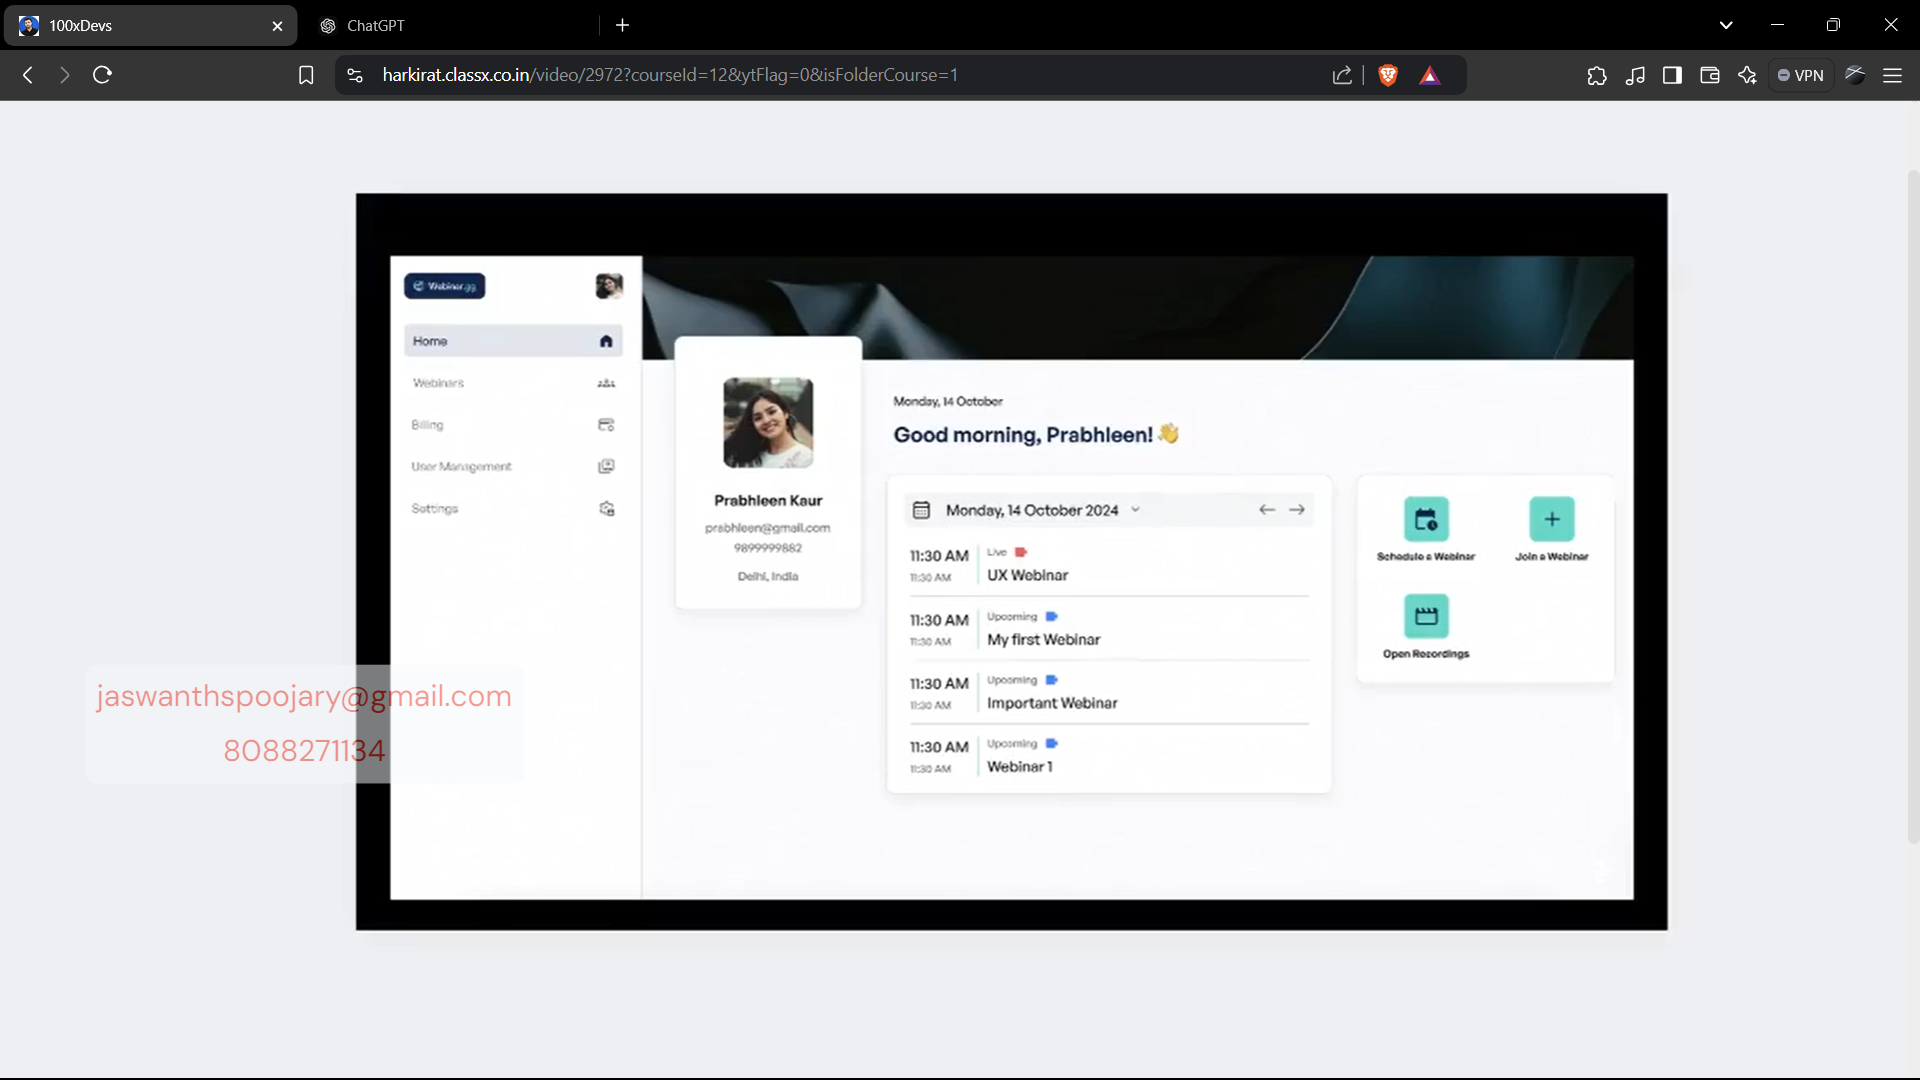 100xDevs
ChatGPT
harkirat.classx.co.in/video/2972?courseId=12&ytFlag=0&isFolderCourse=1
VPN
Webinar.gg
Home
Webinars
Billing
User Management
Settings
Prabhleen Kaur
prabhleen@gmail.com
9899999882
Delhi, India
Monday, 14 October
Good morning, Prabhleen! 👋
Monday, 14 October 2024
11:30 AM Live
11:30 AM UX Webinar
11:30 AM Upcoming
11:30 AM My first Webinar
11:30 AM Upcoming
11:30 AM Important Webinar
11:30 AM Upcoming
11:30 AM Webinar 1
Schedule a Webinar
Join a Webinar
Open Recordings
jaswanthspoojary@gmail.com
8088271134